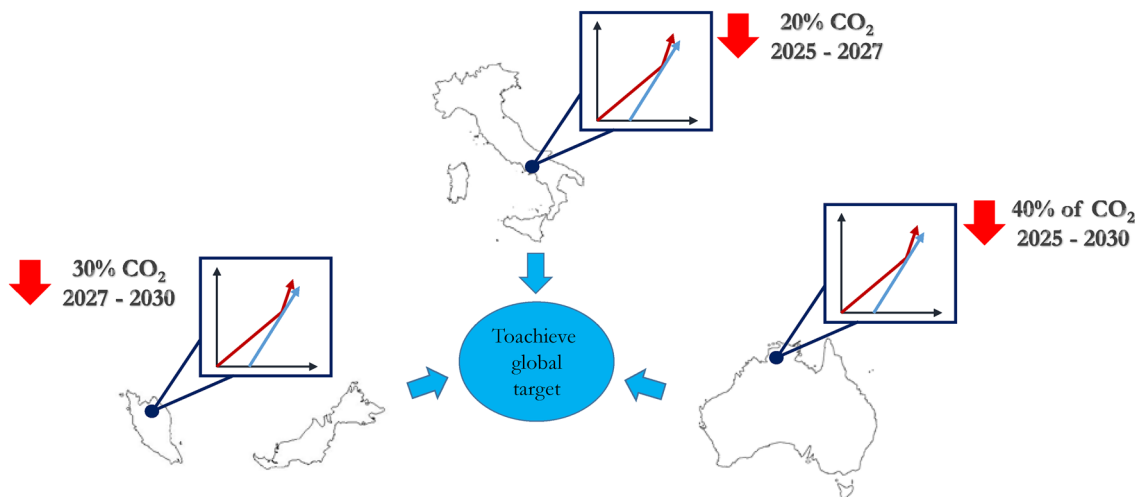 20% CO₂
2025 - 2027
40% of CO₂
2025 - 2030
30% CO₂
2027 - 2030
Toachieve
global
target